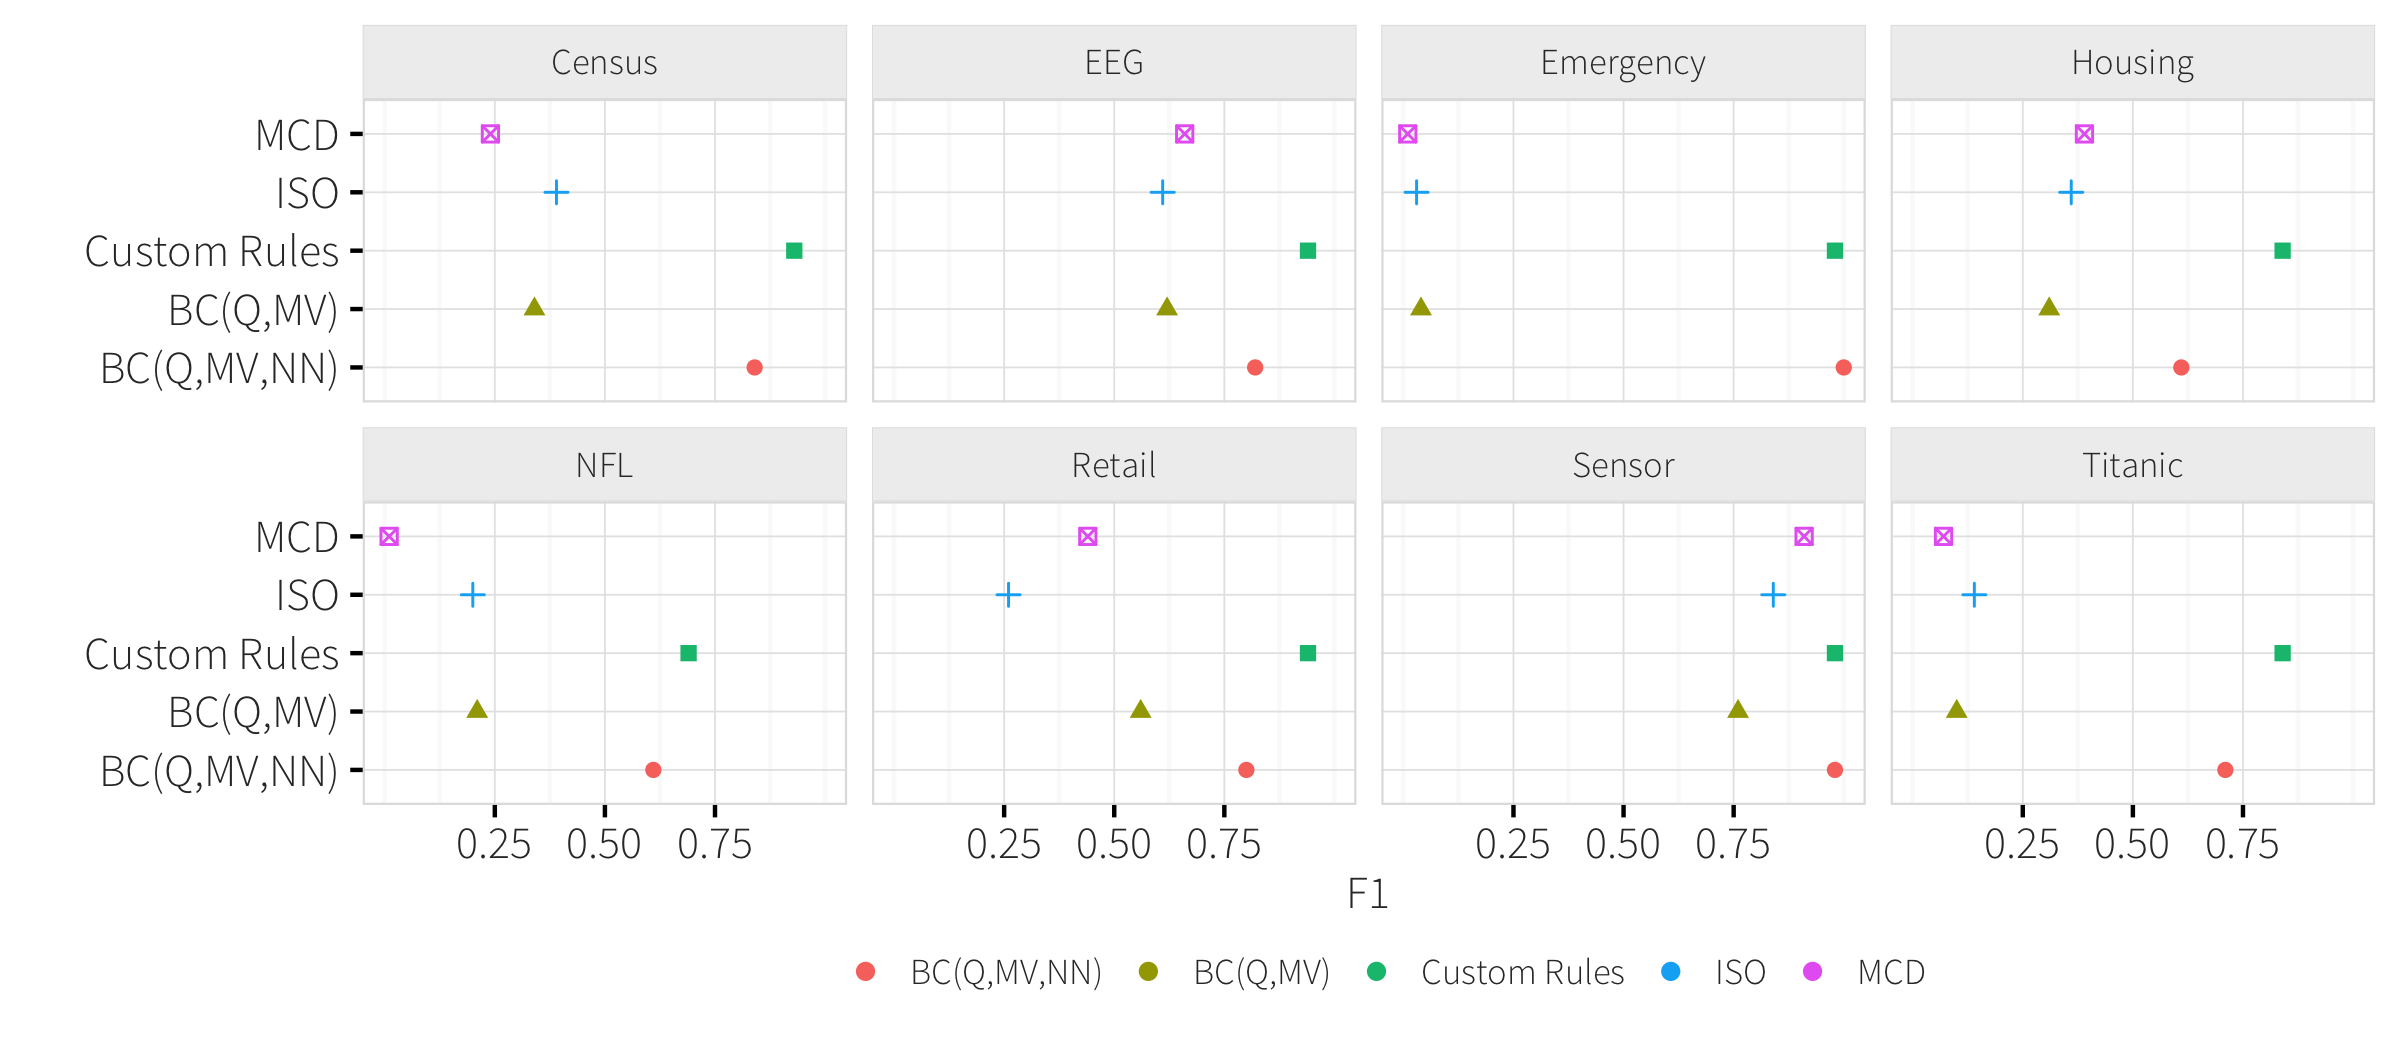 Census EEG Emergency Housing
MCD
ISO
Custom Rules
BC(Q,MV)
BC(Q,MV,NN)
NFL Retail Sensor Titanic
MCD
ISO
Custom Rules
BC(Q,MV)
BC(Q,MV,NN)
0.25 0.50 0.75 0.25 0.50 0.75 0.25 0.50 0.75 0.25 0.50 0.75
F1
BC(Q,MV,NN) BC(Q,MV) Custom Rules ISO MCD